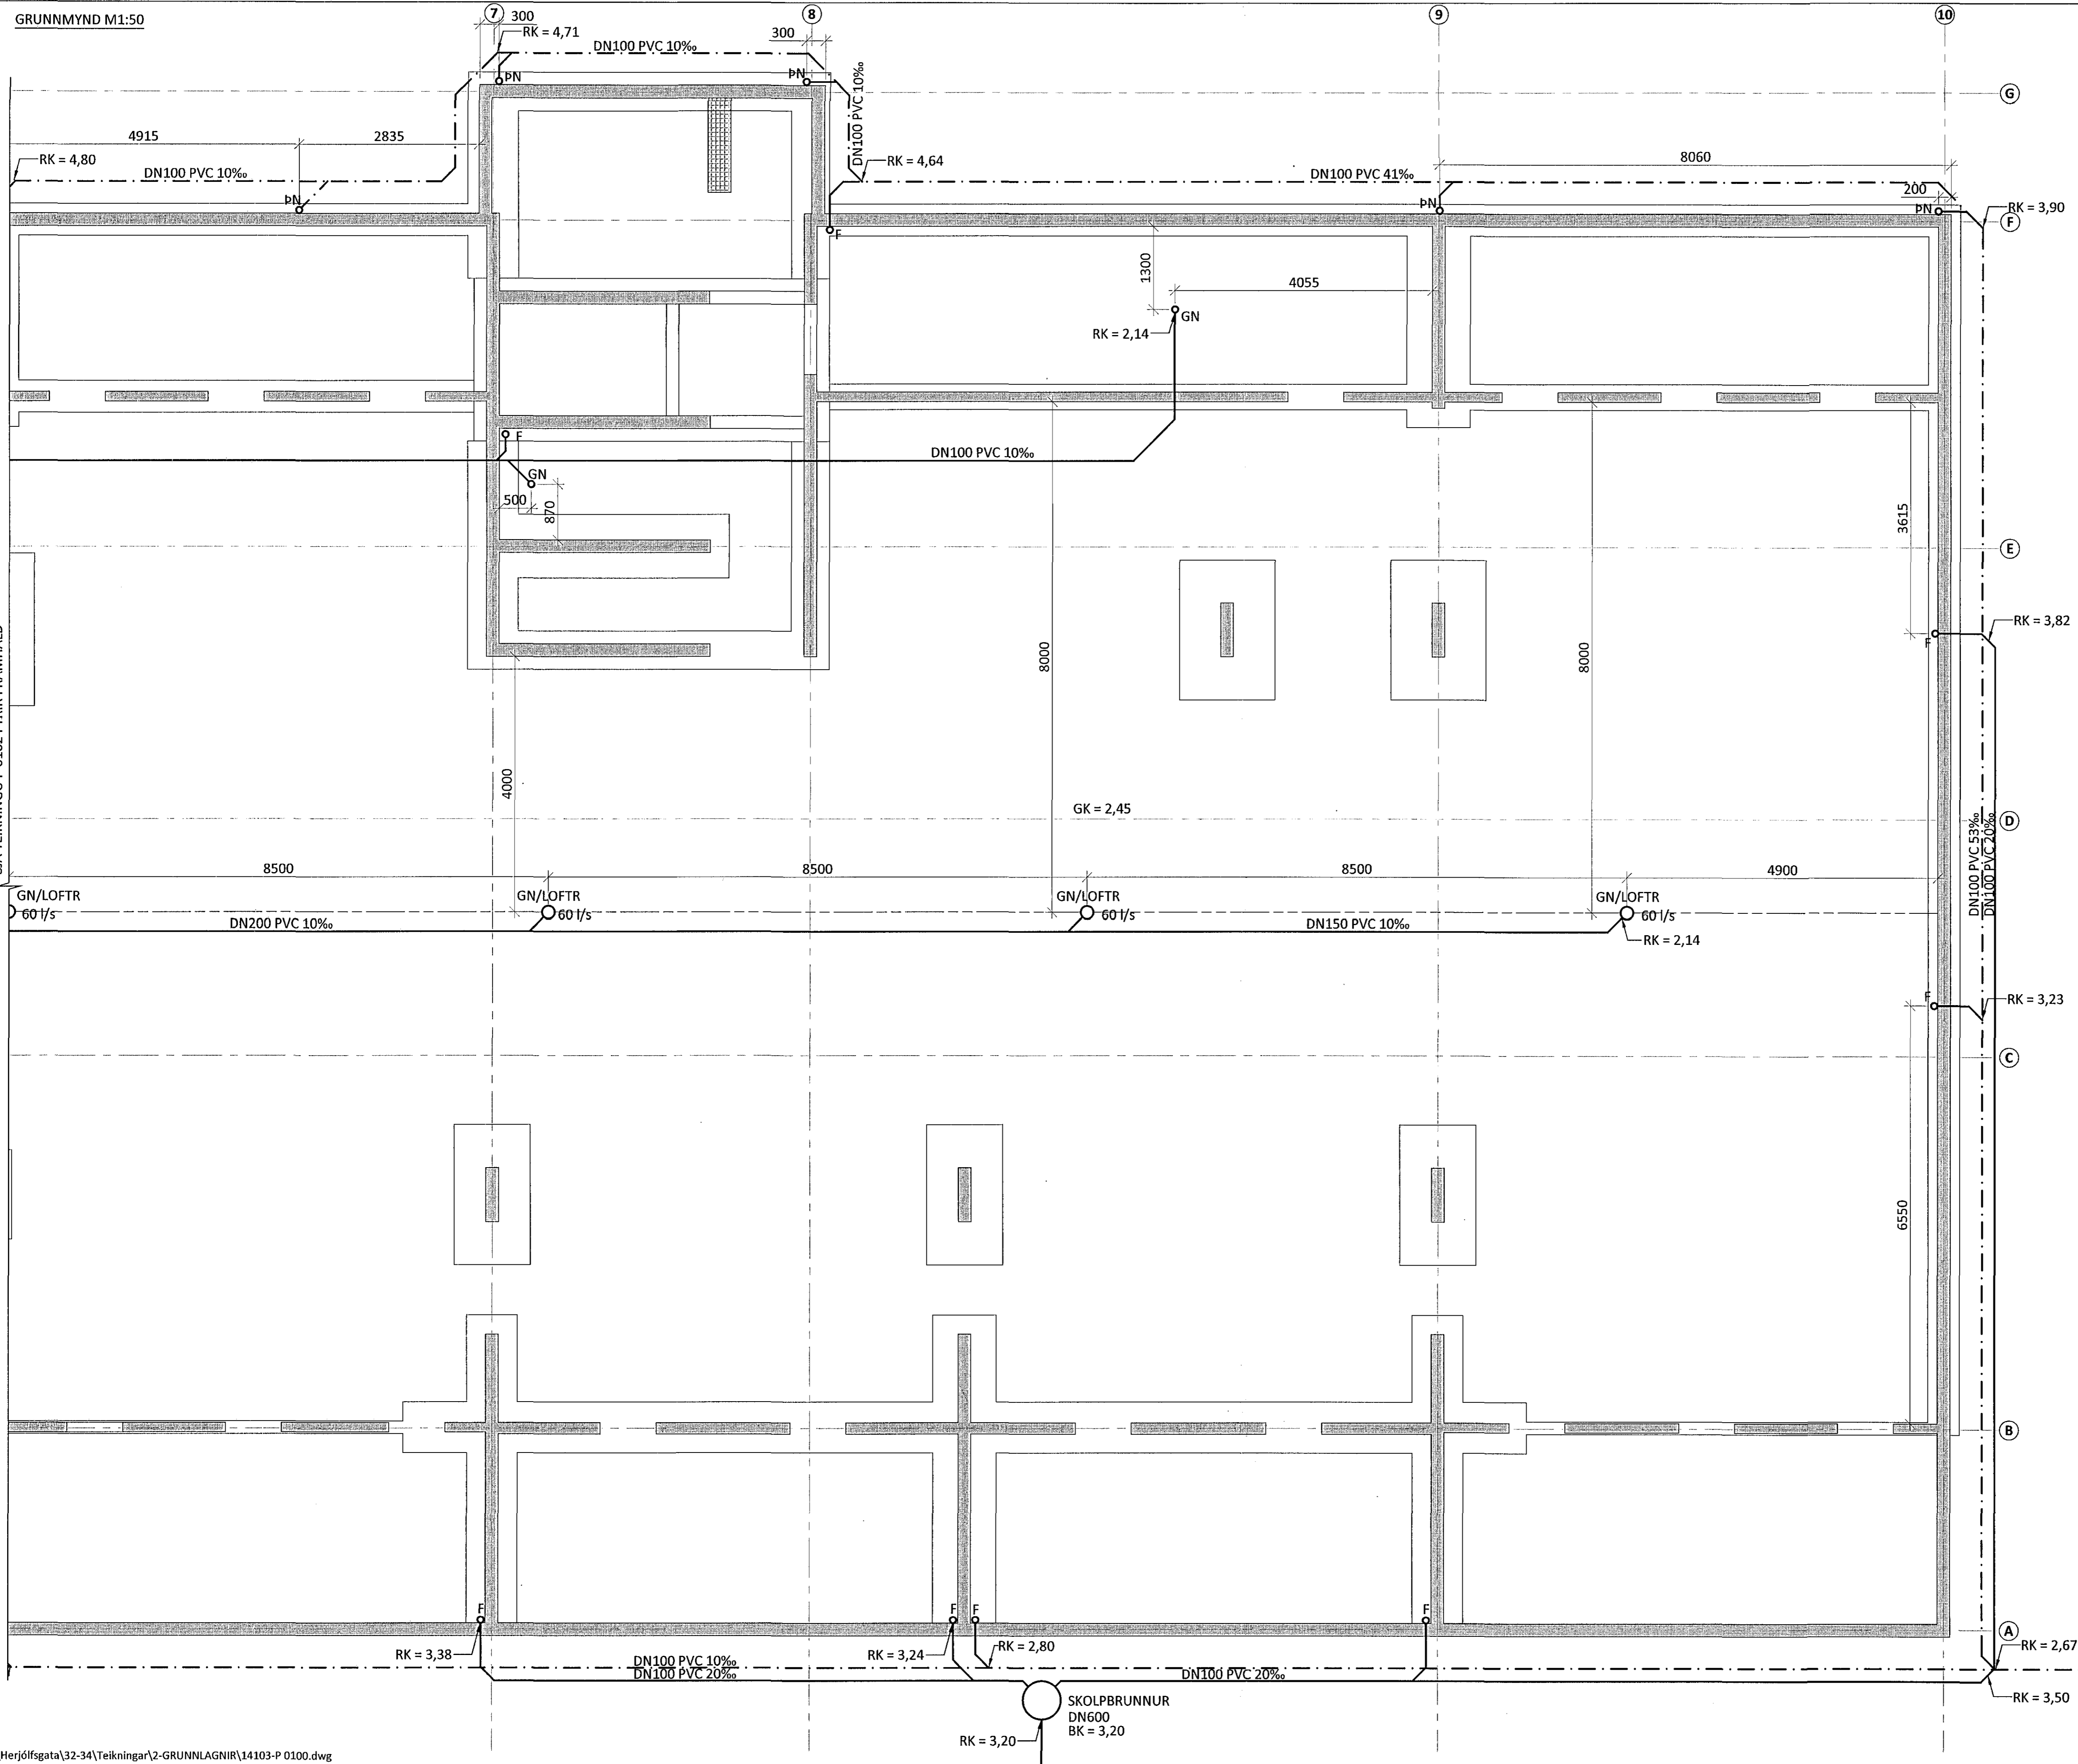 GRUNNMYND M1:50
7
8
9
10
300
RK = 4,71
DN100 PVC 10‰
300
ÞN
ÞN
DN100 PVC 10‰
G
4915
2835
RK = 4,80
DN100 PVC 10‰
RK = 4,64
8060
DN100 PVC 41‰
200
ÞN
ÞN
ÞN
RK = 3,90
F
F
1300
4055
GN
RK = 2,14
F
DN100 PVC 10‰
GN
500
870
3615
E
RK = 3,82
F
8000
8000
4000
GK = 2,45
D
DN100 PVC 53‰
DN100 PVC 20‰
8500
8500
8500
4900
GN/LOFTR
60 l/s
GN/LOFTR
60 l/s
GN/LOFTR
60 l/s
GN/LOFTR
60 l/s
DN200 PVC 10‰
DN150 PVC 10‰
RK = 2,14
F
RK = 3,23
C
6550
B
F
F
F
F
A
RK = 3,38
RK = 3,24
RK = 2,80
RK = 2,67
DN100 PVC 10‰
DN100 PVC 20‰
DN100 PVC 20‰
RK = 3,50
SKOLPBRUNNUR
DN600
BK = 3,20
RK = 3,20
Herjólfsgata\32-34\Teikningar\2-GRUNNLAGNIR\14103-P 0100.dwg